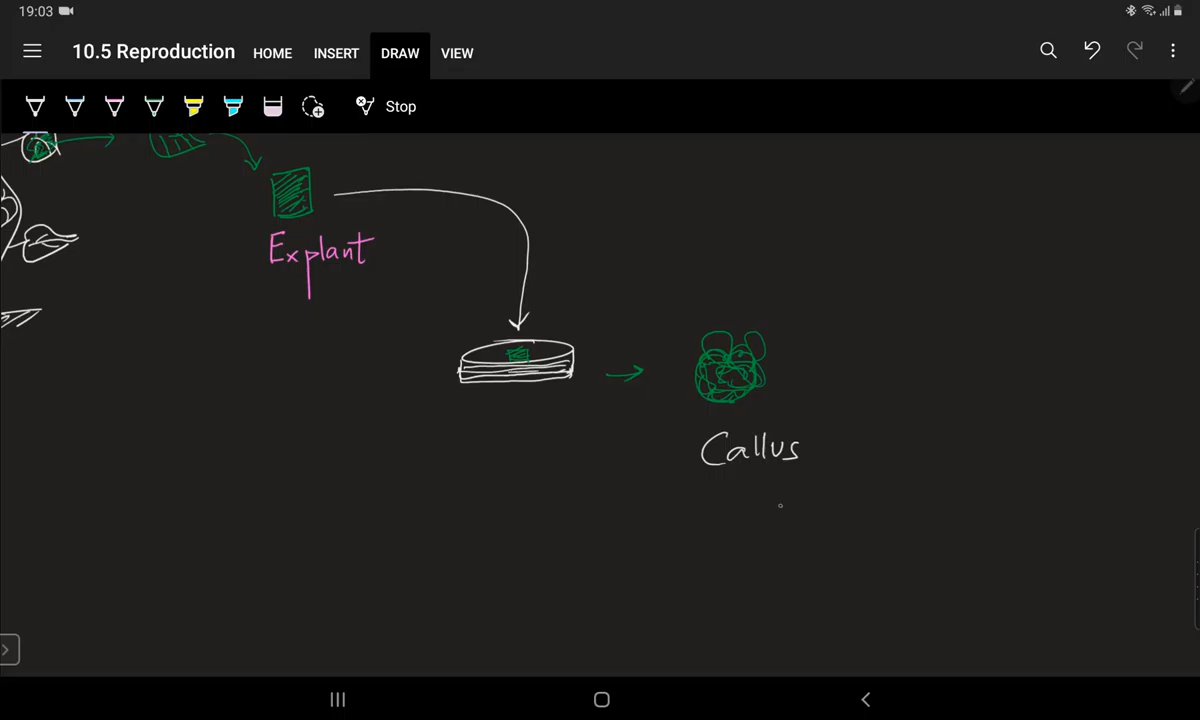 19:03
10.5 Reproduction HOME INSERT DRAW VIEW
Stop
Explant
Callus